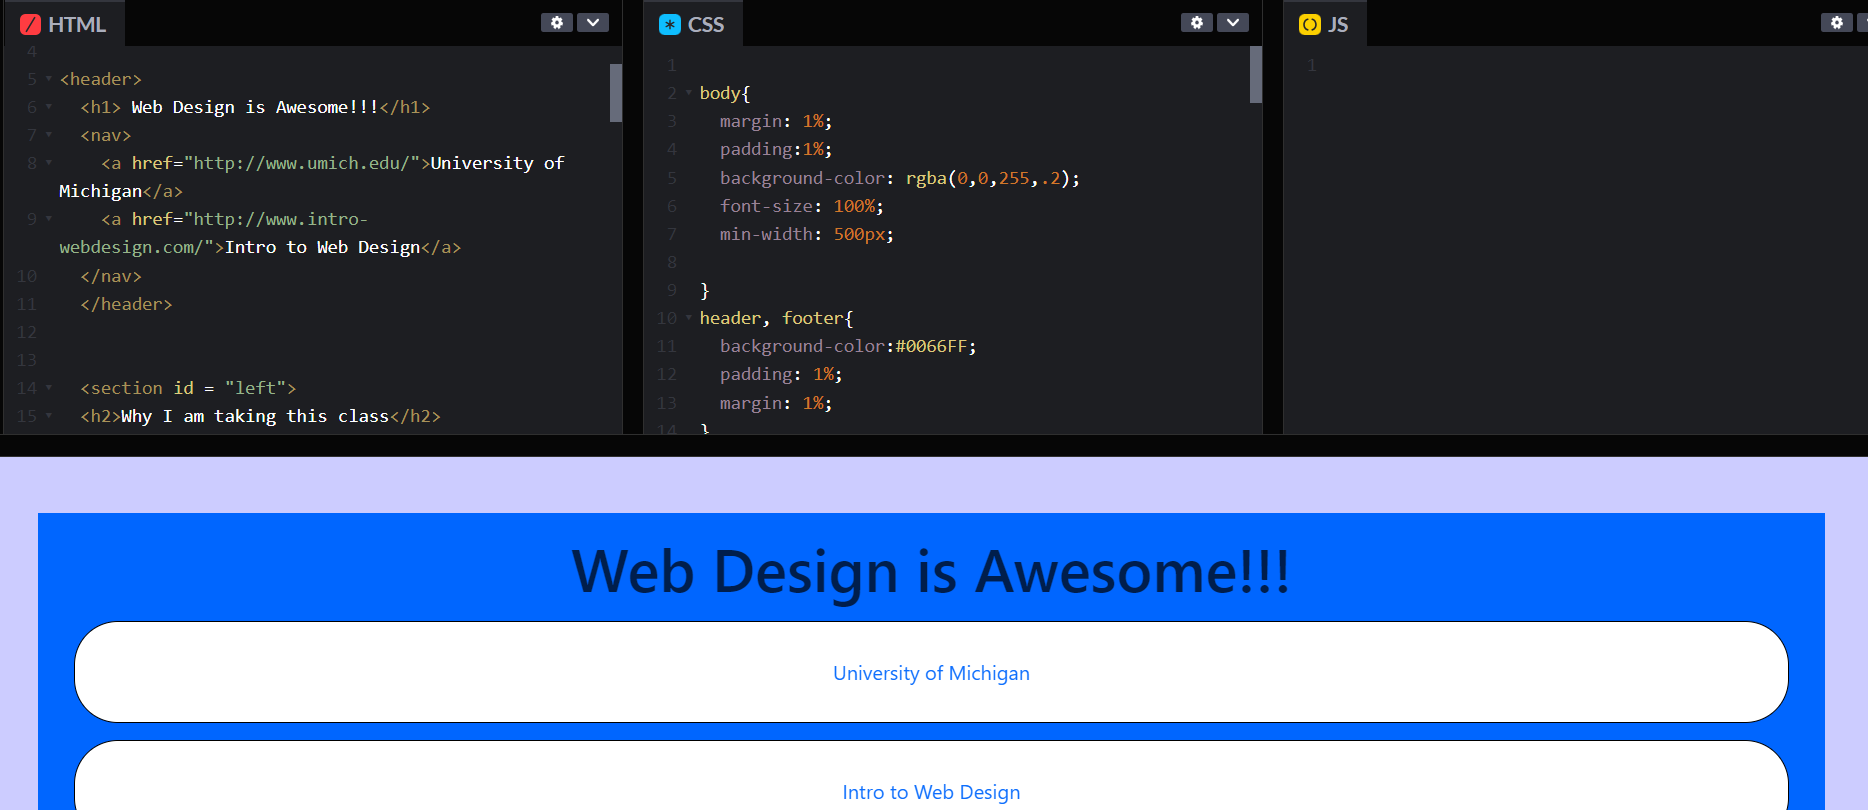 HTML
4
5 <header>
6 <h1> Web Design is Awesome!!!</h1>
7 <nav>
8 <a href="http://www.umich.edu/">University of
Michigan</a>
9 <a href="http://www.intro-
webdesign.com/">Intro to Web Design</a>
10 </nav>
11 </header>
12
13
14 <section id = "left">
15 <h2>Why I am taking this class</h2>
CSS
1
2 body{
3 margin: 1%;
4 padding:1%;
5 background-color: rgba(0,0,255,.2);
6 font-size: 100%;
7 min-width: 500px;
8
9 }
10 header, footer{
11 background-color:#0066FF;
12 padding: 1%;
13 margin: 1%;
14 }
JS
1
Web Design is Awesome!!!
University of Michigan
Intro to Web Design